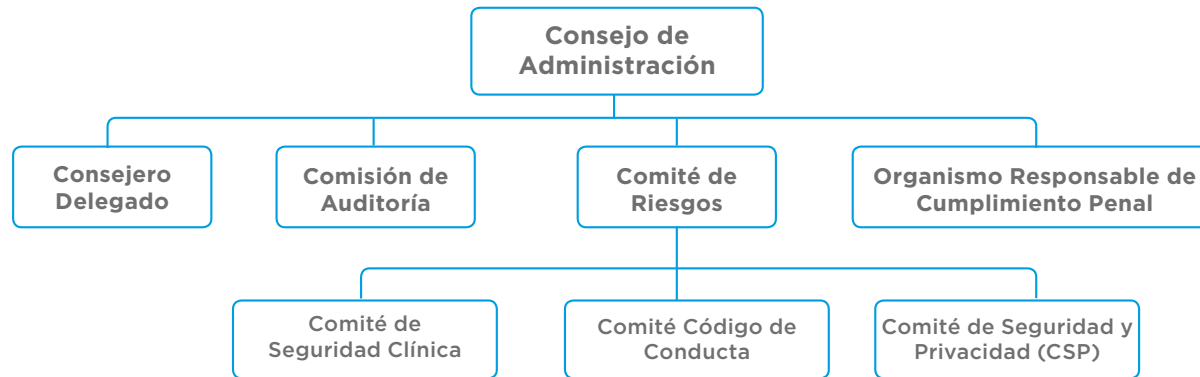 Consejo de
Administración
Consejero
Delegado
Comisión de
Auditoría
Comité de
Riesgos
Organismo Responsable de
Cumplimiento Penal
Comité de
Seguridad Clínica
Comité Código de
Conducta
Comité de Seguridad y
Privacidad (CSP)